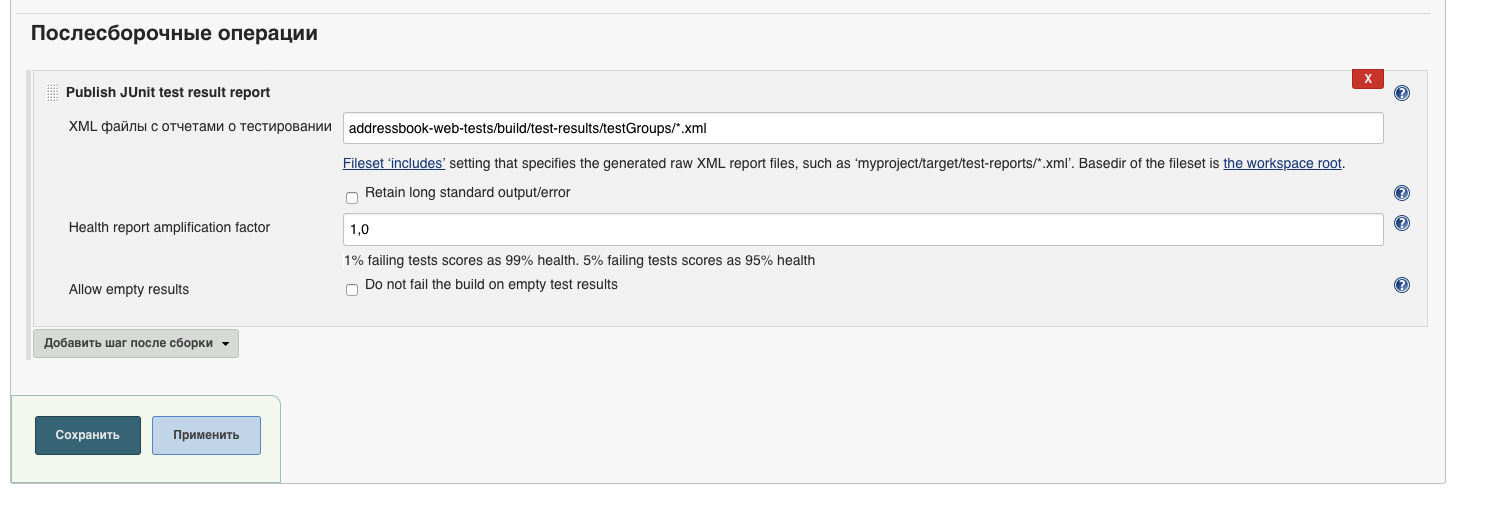 Послесборочные операции
X
Publish JUnit test result report
XML файлы с отчетами о тестировании
addressbook-web-tests/build/test-results/testGroups/*.xml
Fileset ‘includes’ setting that specifies the generated raw XML report files, such as ‘myproject/target/test-reports/*.xml’. Basedir of the fileset is the workspace root.
Retain long standard output/error
Health report amplification factor
1,0
1% failing tests scores as 99% health. 5% failing tests scores as 95% health
Allow empty results
Do not fail the build on empty test results
Добавить шаг после сборки
Сохранить
Применить